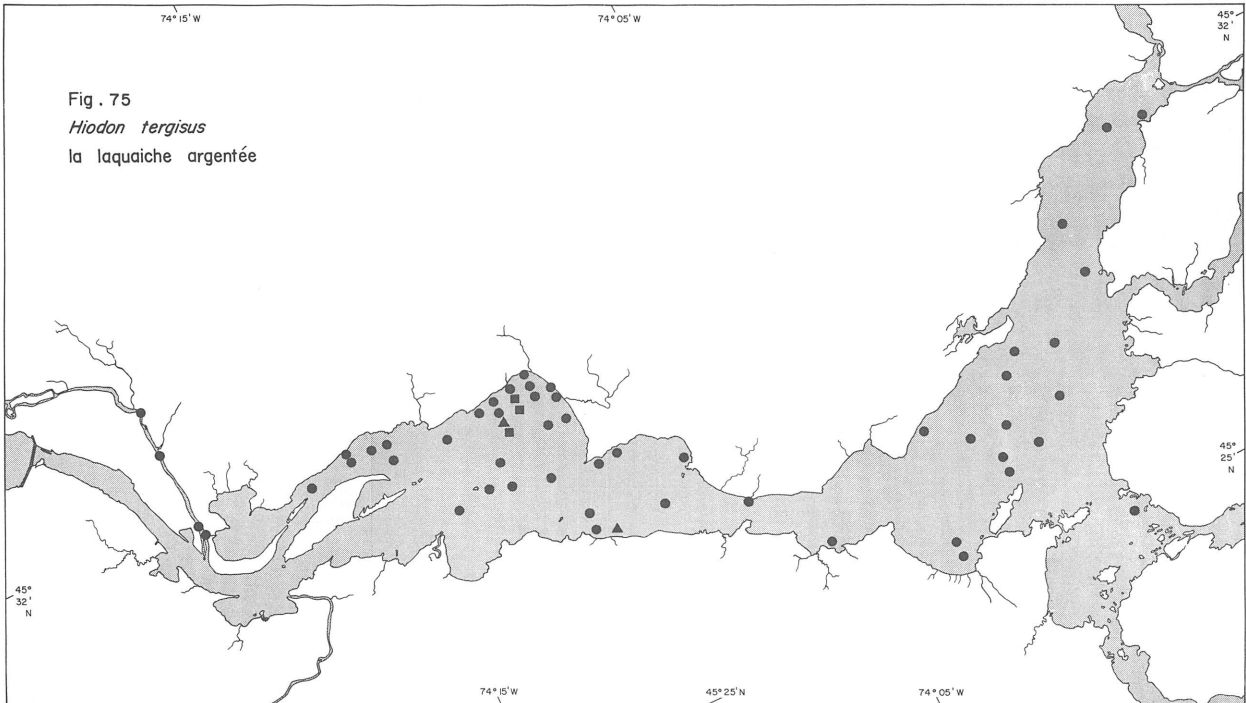 74° 15' W
74° 05' W
45°
32'
N
Fig. 75
Hiodon tergisus
la laquaiche argentée
45°
25'
N
45°
32'
N
74° 15' W
45° 25' N
74° 05' W